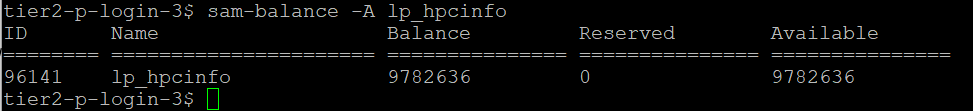 tier2-p-login-3$ sam-balance -A lp_hpcinfo
ID       Name                  Balance         Reserved        Available
======== ===================== =============== =============== ===============
96141    lp_hpcinfo            9782636         0               9782636
tier2-p-login-3$